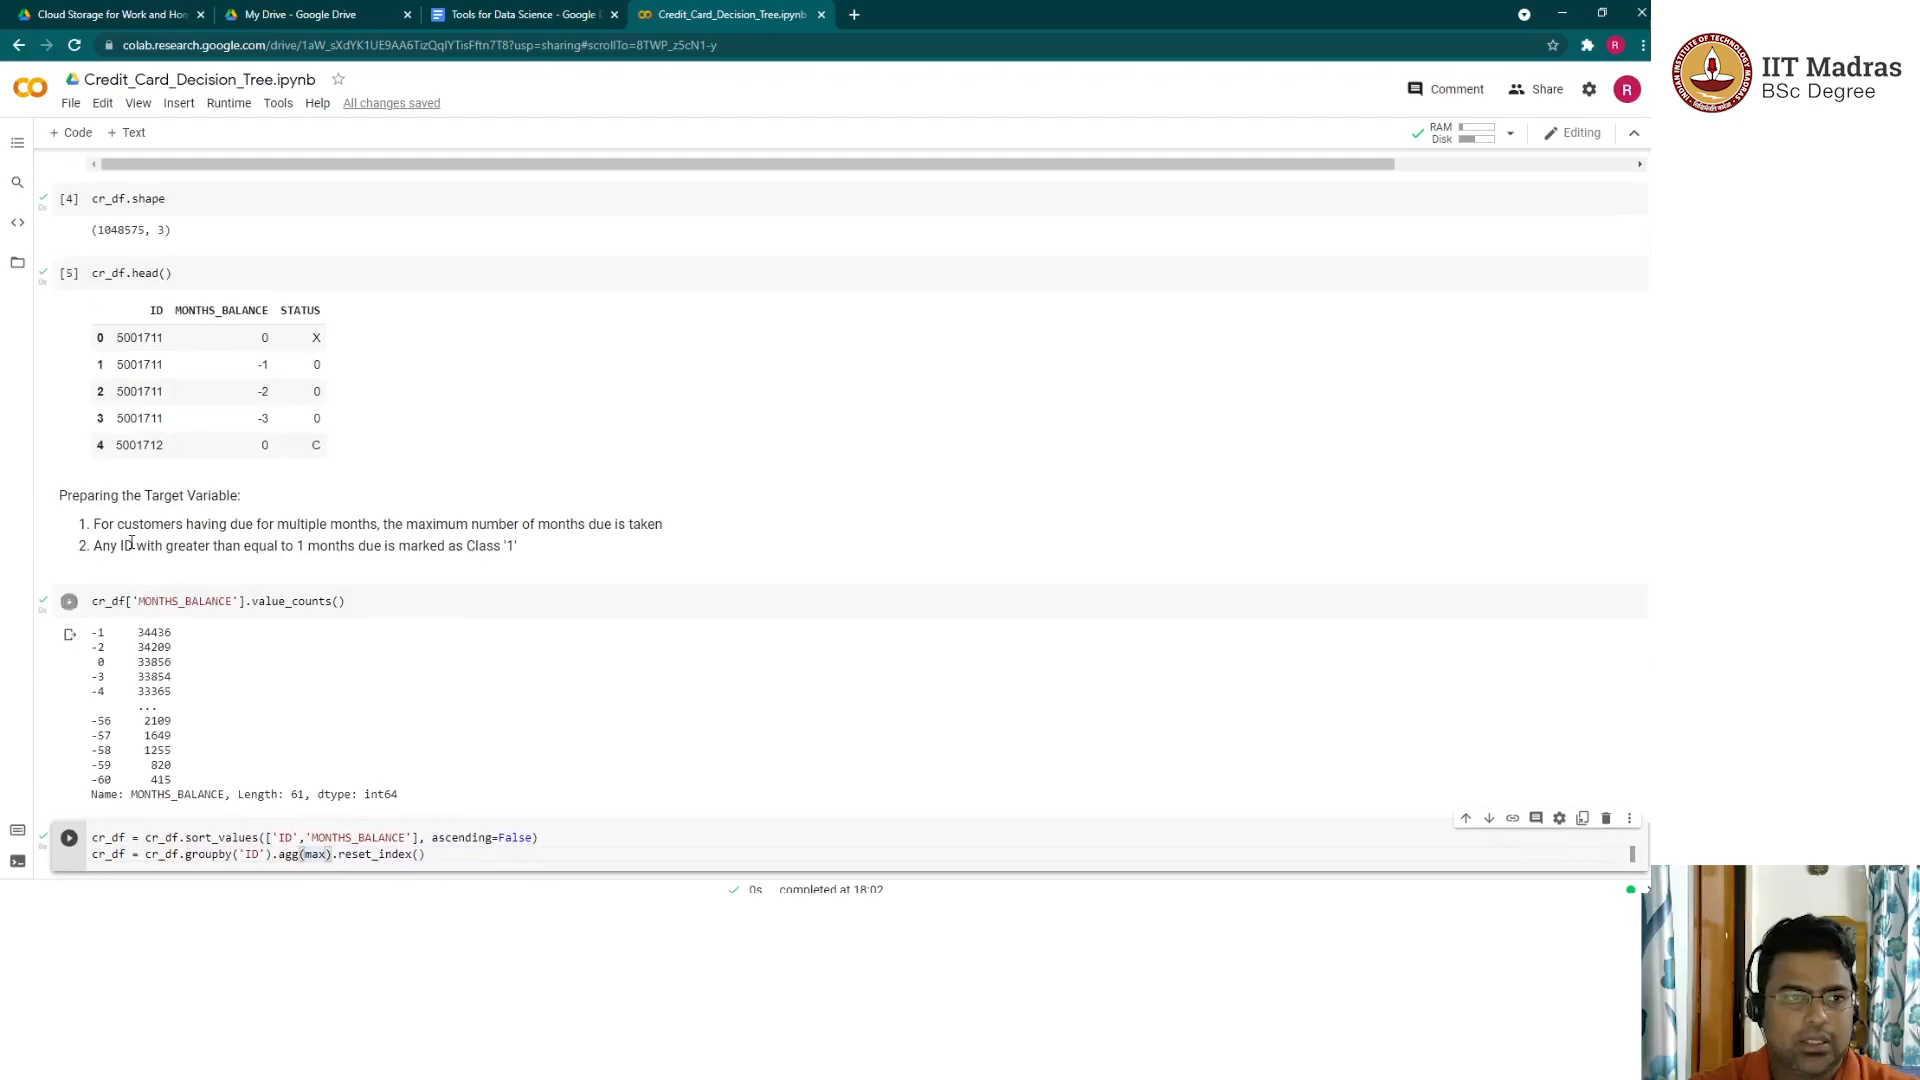 Cloud Storage for Work and Hon
My Drive - Google Drive
Tools for Data Science - Google
Credit_Card_Decision_Tree.ipynb
colab.research.google.com/drive/1aW_sXdYK1UE9AA6TizQqlYTisFftn7T8?usp=sharing#scrollTo=8TWP_z5cN1-y
R
IIT Madras
BSc Degree
Credit_Card_Decision_Tree.ipynb
File Edit View Insert Runtime Tools Help All changes saved
Comment Share R
+ Code + Text
RAM
Disk
Editing
[4] cr_df.shape
(1048575, 3)
[5] cr_df.head()
ID MONTHS_BALANCE STATUS
0 5001711 0 X
1 5001711 -1 0
2 5001711 -2 0
3 5001711 -3 0
4 5001712 0 C
Preparing the Target Variable:
1. For customers having due for multiple months, the maximum number of months due is taken
2. Any ID with greater than equal to 1 months due is marked as Class '1'
cr_df['MONTHS_BALANCE'].value_counts()
-1 34436
-2 34209
0 33856
-3 33854
-4 33365
...
-56 2109
-57 1649
-58 1255
-59 820
-60 415
Name: MONTHS_BALANCE, Length: 61, dtype: int64
cr_df = cr_df.sort_values(['ID','MONTHS_BALANCE'], ascending=False)
cr_df = cr_df.groupby('ID').agg(max).reset_index()
0s completed at 18:02